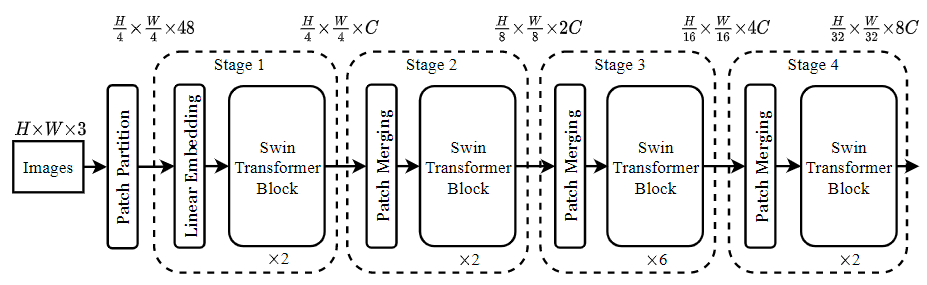 H/4 × W/4 × 48
H/4 × W/4 × C
H/8 × W/8 × 2C
H/16 × W/16 × 4C
H/32 × W/32 × 8C
H×W×3
Images
Patch Partition
Stage 1
Linear Embedding
Swin
Transformer
Block
×2
Stage 2
Patch Merging
Swin
Transformer
Block
×2
Stage 3
Patch Merging
Swin
Transformer
Block
×6
Stage 4
Patch Merging
Swin
Transformer
Block
×2